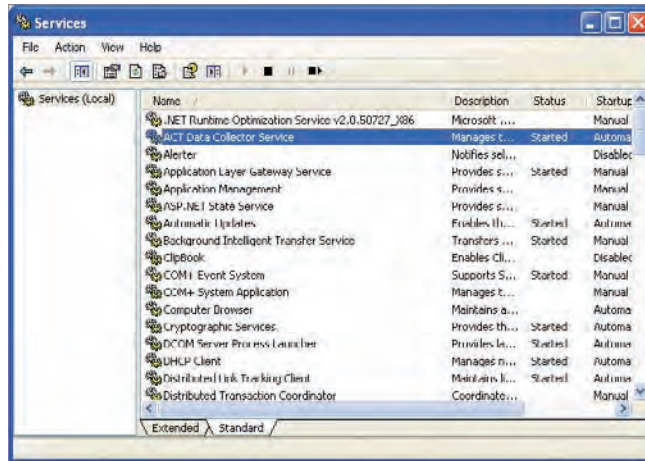 Services
File Action View Help
Services (Local)
Name Description Status Startup
.NET Runtime Optimization Service v2.0.50727_X86 Microsoft .... Manual
ACT Data Collector Service Manages t... Started Automa
Alerter Notifies sel... Disabled
Application Layer Gateway Service Provides s... Started Manual
Application Management Provides s... Manual
ASP.NET State Service Provides s... Manual
Automatic Updates Enables th... Started Automa
Background Intelligent Transfer Service Transfers ... Started Manual
ClipBook Enables Cli... Disabled
COM+ Event System Supports S... Started Manual
COM+ System Application Manages t... Manual
Computer Browser Maintains a... Automa
Cryptographic Services Provides th... Started Automa
DCOM Server Process Launcher Provides la... Started Automa
DHCP Client Manages n... Started Automa
Distributed Link Tracking Client Maintains li... Started Automa
Distributed Transaction Coordinator Coordinate... Manual
Extended Standard